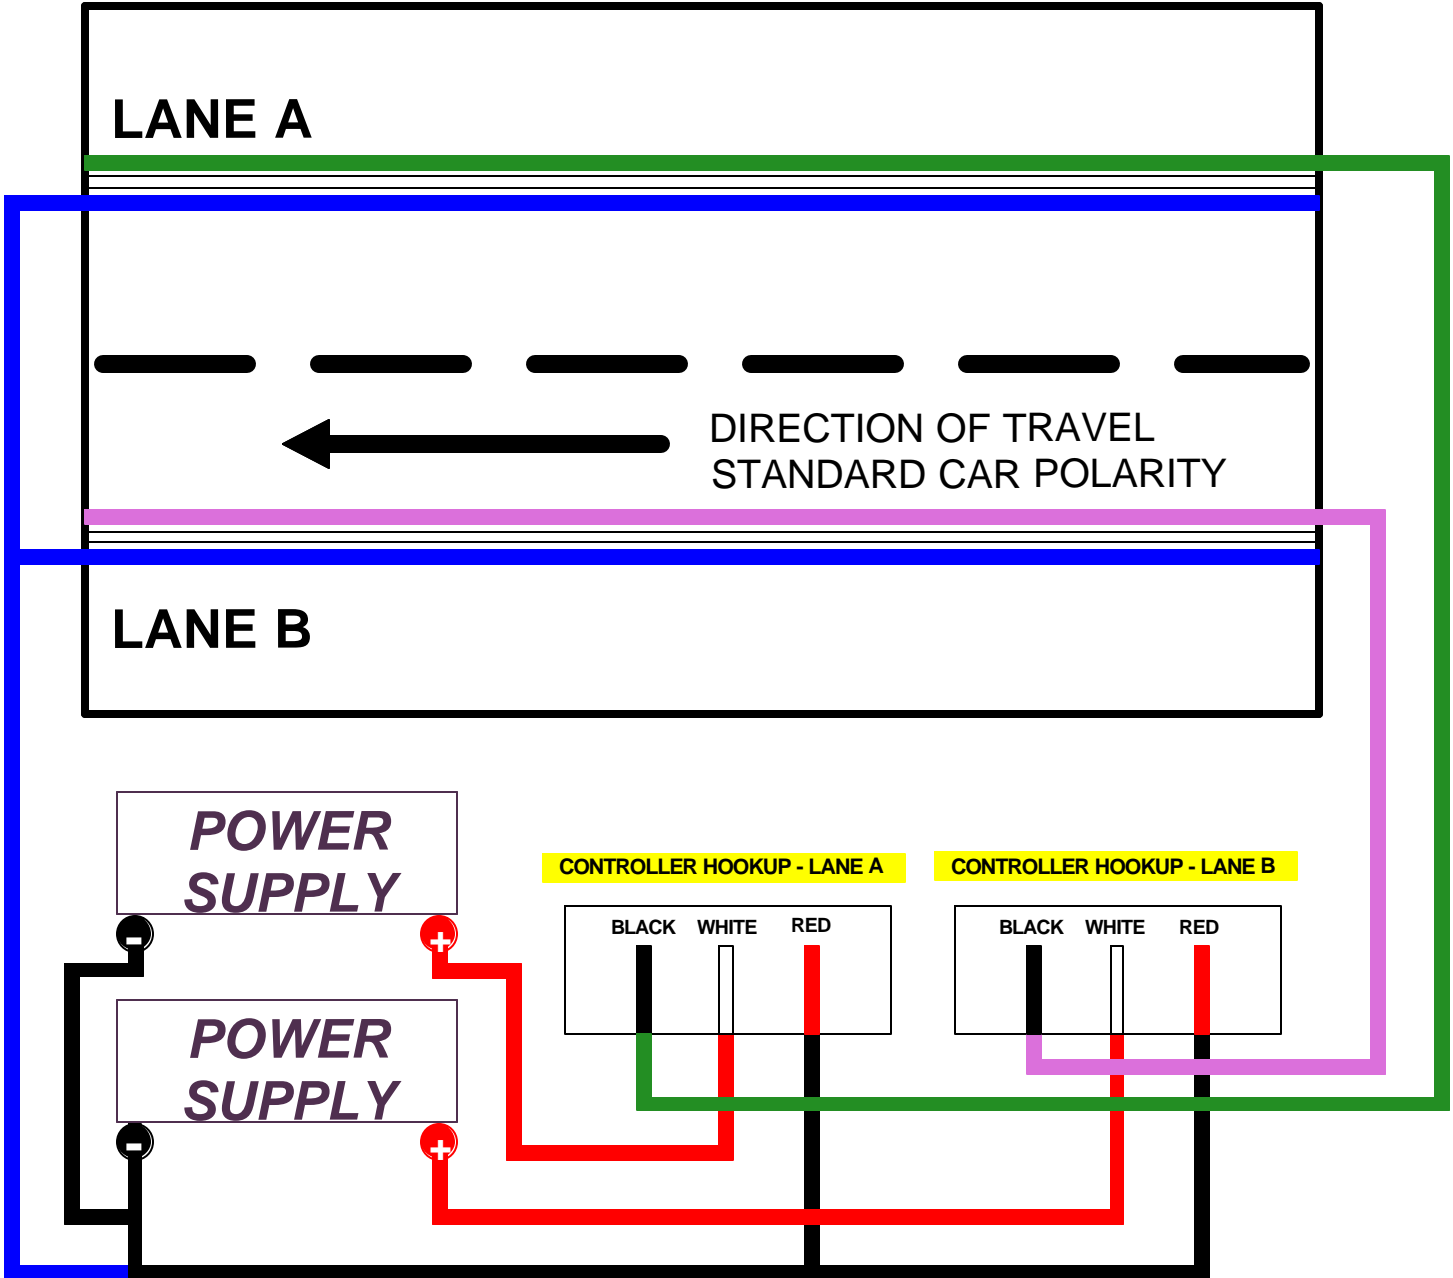 LANE A
DIRECTION OF TRAVEL
STANDARD CAR POLARITY
LANE B
POWER
SUPPLY
- +
CONTROLLER HOOKUP - LANE A
BLACK WHITE RED
CONTROLLER HOOKUP - LANE B
BLACK WHITE RED
POWER
SUPPLY
- +